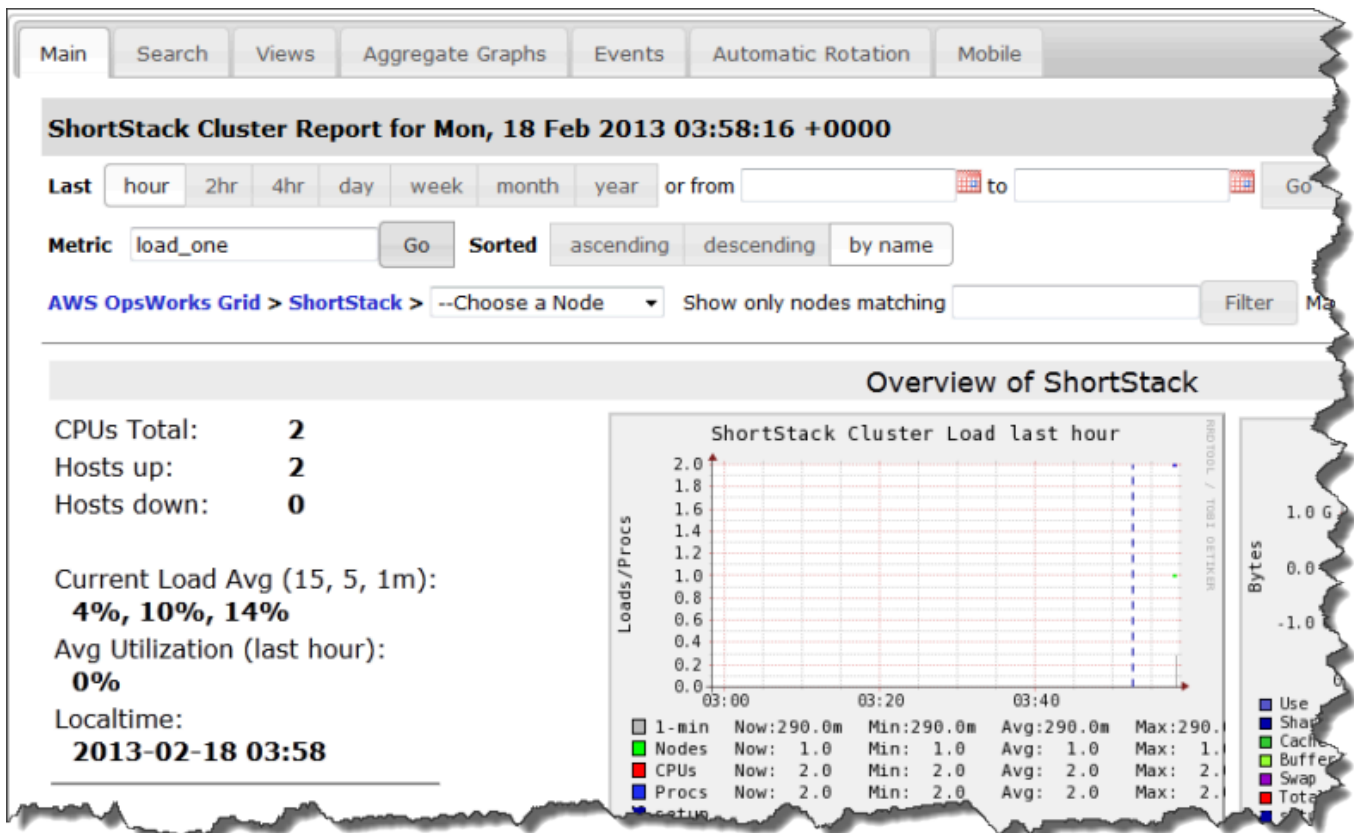 Main Search Views Aggregate Graphs Events Automatic Rotation Mobile
ShortStack Cluster Report for Mon, 18 Feb 2013 03:58:16 +0000
Last hour 2hr 4hr day week month year or from to Go
Metric load_one Go Sorted ascending descending by name
AWS OpsWorks Grid > ShortStack > --Choose a Node Show only nodes matching Filter
Overview of ShortStack
CPUs Total: 2
Hosts up: 2
Hosts down: 0
Current Load Avg (15, 5, 1m):
4%, 10%, 14%
Avg Utilization (last hour):
0%
Localtime:
2013-02-18 03:58
ShortStack Cluster Load last hour
RRDTOOL / TOBI OETIKER
Loads/Procs
2.0
1.8
1.6
1.4
1.2
1.0
0.8
0.6
0.4
0.2
0.0
03:00 03:20 03:40
1-min Now:290.0m Min:290.0m Avg:290.0m Max:290.
Nodes Now: 1.0 Min: 1.0 Avg: 1.0 Max: 1.
CPUs Now: 2.0 Min: 2.0 Avg: 2.0 Max: 2.
Procs Now: 2.0 Min: 2.0 Avg: 2.0 Max: 2.
Bytes
1.0 G
0.0
-1.0
Use
Cache
Buffer
Swap